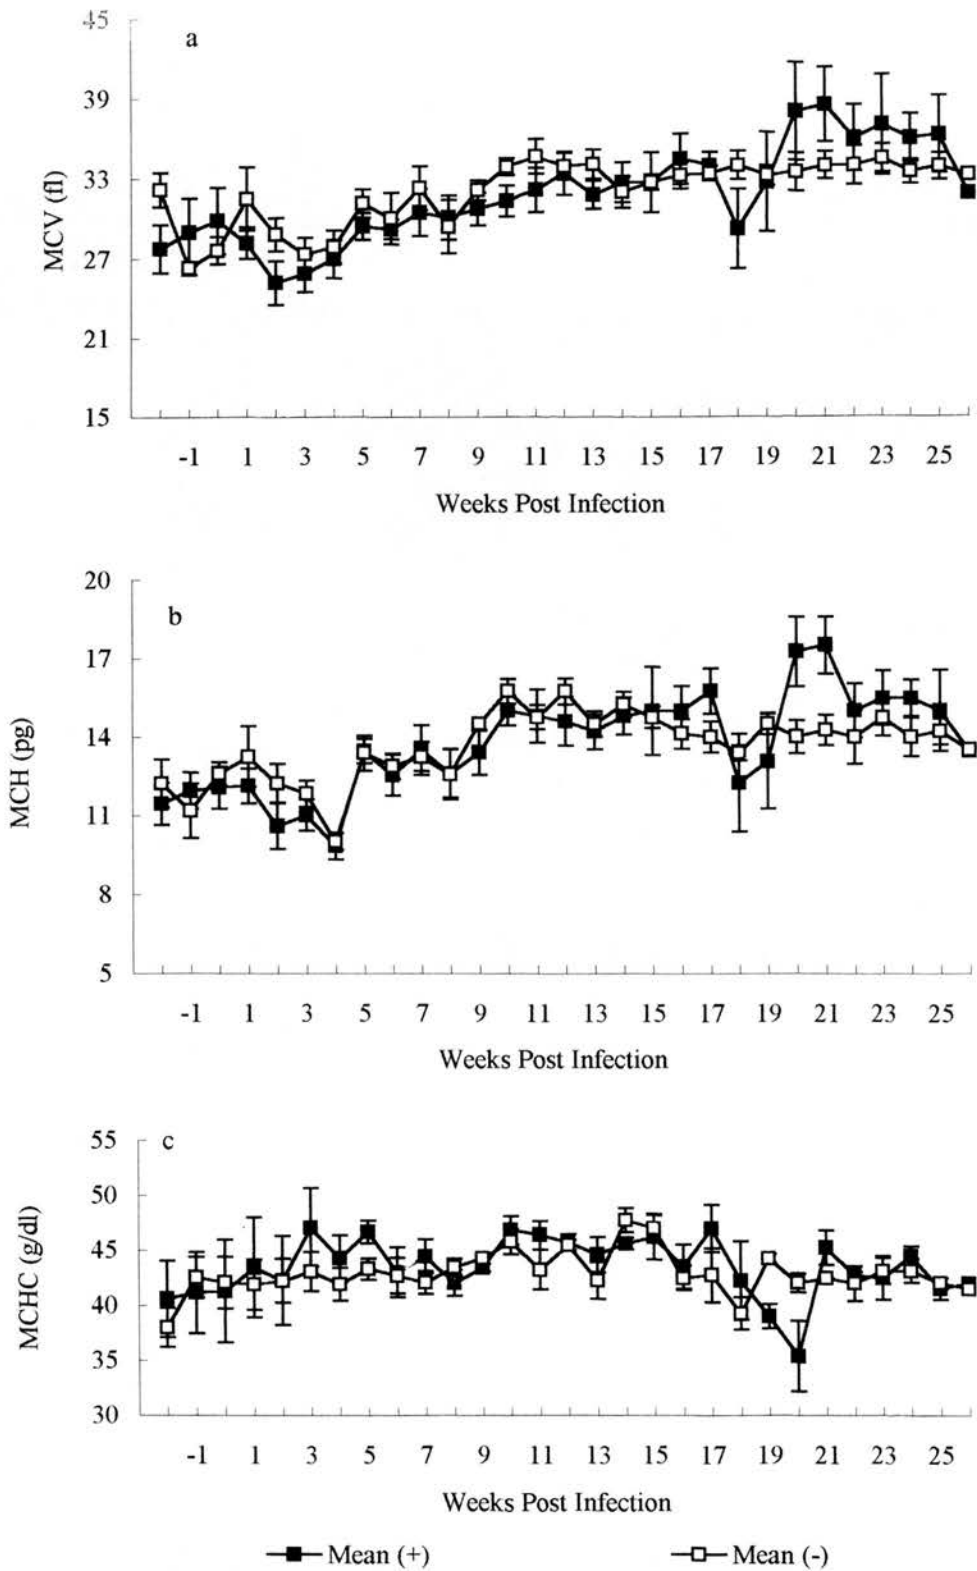 a
45
39
33
27
21
15
MCV (fl)
-1 1 3 5 7 9 11 13 15 17 19 21 23 25
Weeks Post Infection
b
20
17
14
11
8
5
MCH (pg)
-1 1 3 5 7 9 11 13 15 17 19 21 23 25
Weeks Post Infection
c
55
50
45
40
35
30
MCHC (g/dl)
-1 1 3 5 7 9 11 13 15 17 19 21 23 25
Weeks Post Infection
Mean (+) Mean (-)